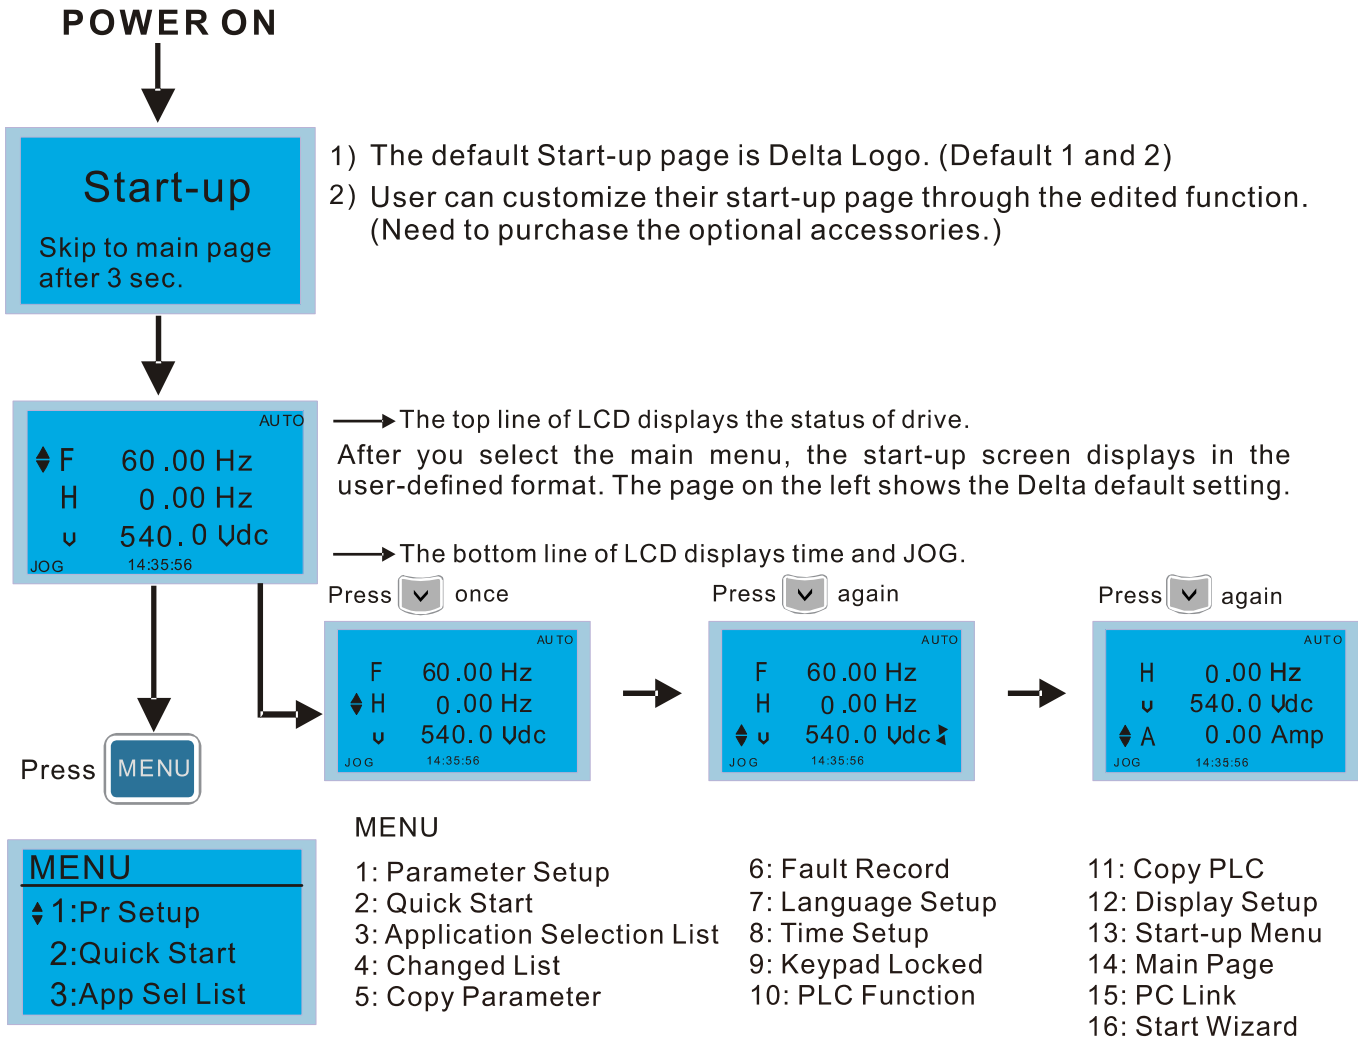 POWER ON
Start-up
Skip to main page
after 3 sec.
1) The default Start-up page is Delta Logo. (Default 1 and 2)
2) User can customize their start-up page through the edited function.
(Need to purchase the optional accessories.)
AUTO
F 60.00 Hz
H 0.00 Hz
v 540.0 Vdc
JOG 14:35:56
The top line of LCD displays the status of drive.
After you select the main menu, the start-up screen displays in the
user-defined format. The page on the left shows the Delta default setting.
The bottom line of LCD displays time and JOG.
Press once
AUTO
F 60.00 Hz
H 0.00 Hz
v 540.0 Vdc
JOG 14:35:56
Press again
AUTO
F 60.00 Hz
H 0.00 Hz
v 540.0 Vdc
JOG 14:35:56
Press again
AUTO
H 0.00 Hz
v 540.0 Vdc
A 0.00 Amp
JOG 14:35:56
Press MENU
MENU
1:Pr Setup
2:Quick Start
3:App Sel List
MENU
1: Parameter Setup
2: Quick Start
3: Application Selection List
4: Changed List
5: Copy Parameter
6: Fault Record
7: Language Setup
8: Time Setup
9: Keypad Locked
10: PLC Function
11: Copy PLC
12: Display Setup
13: Start-up Menu
14: Main Page
15: PC Link
16: Start Wizard